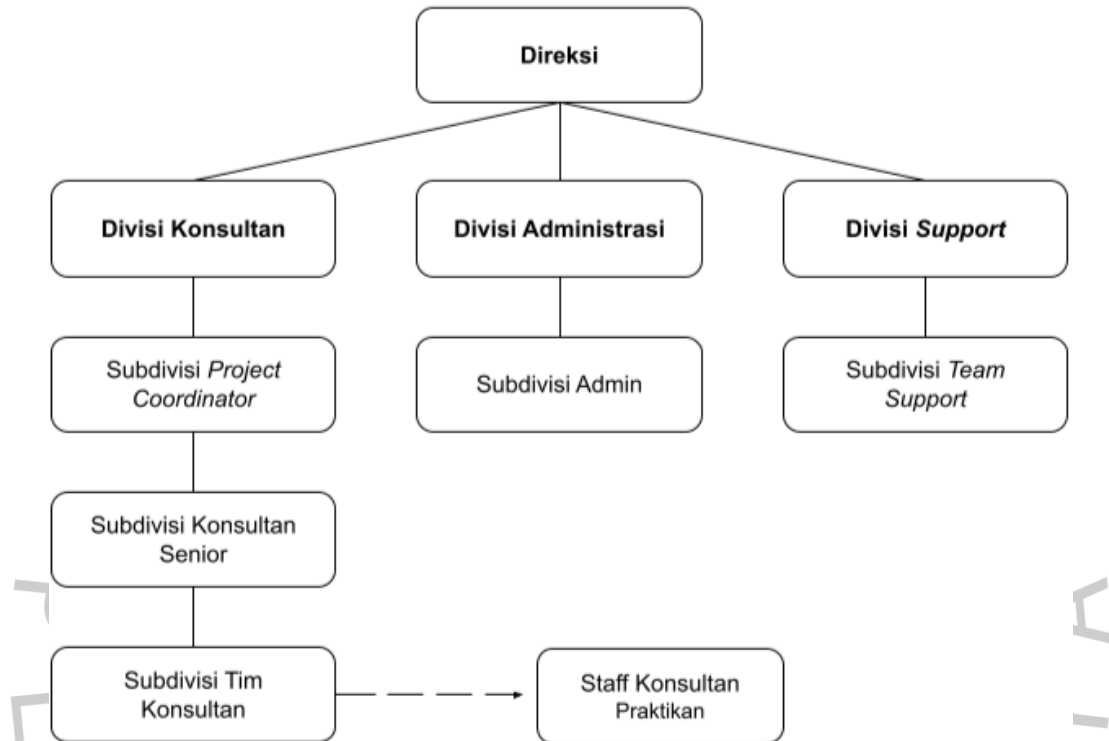 Direksi
Divisi Konsultan
Divisi Administrasi
Divisi Support
Subdivisi Project
Coordinator
Subdivisi Admin
Subdivisi Team
Support
Subdivisi Konsultan
Senior
Subdivisi Tim
Konsultan
Staff Konsultan
Praktikan